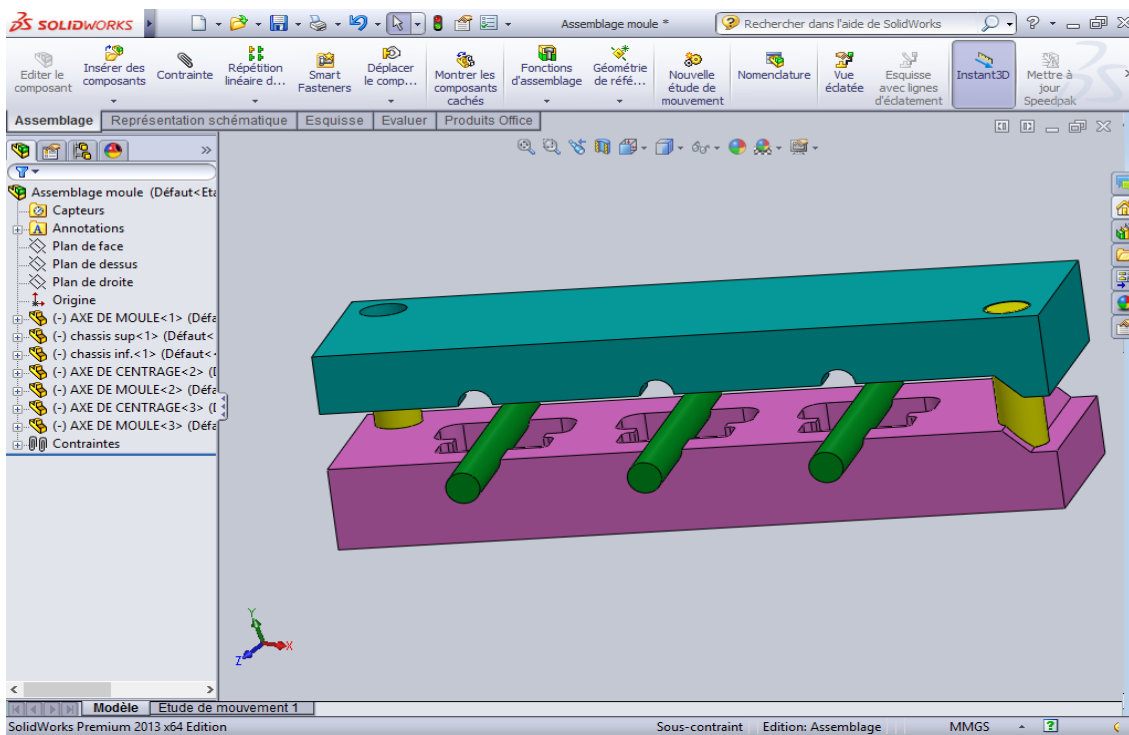 SOLIDWORKS
Assemblage moule *
Rechercher dans l'aide de SolidWorks
Editer le composant
Insérer des composants
Contrainte
Répétition linéaire d...
Smart Fasteners
Déplacer le comp...
Montrer les composants cachés
Fonctions d'assemblage
Géométrie de réfé...
Nouvelle étude de mouvement
Nomenclature
Vue éclatée
Esquisse avec lignes d'éclatement
Instant3D
Mettre à jour Speedpak
Assemblage
Représentation schématique
Esquisse
Evaluer
Produits Office
Assemblage moule (Défaut<Eta
Capteurs
Annotations
Plan de face
Plan de dessus
Plan de droite
Origine
(-) AXE DE MOULE<1> (Défa
(-) chassis sup<1> (Défaut<
(-) chassis inf.<1> (Défaut<
(-) AXE DE CENTRAGE<2> (D
(-) AXE DE MOULE<2> (Défa
(-) AXE DE CENTRAGE<3> (D
(-) AXE DE MOULE<3> (Défa
Contraintes
Y
X
Z
Modèle
Etude de mouvement 1
SolidWorks Premium 2013 x64 Edition
Sous-contraint
Edition: Assemblage
MMGS